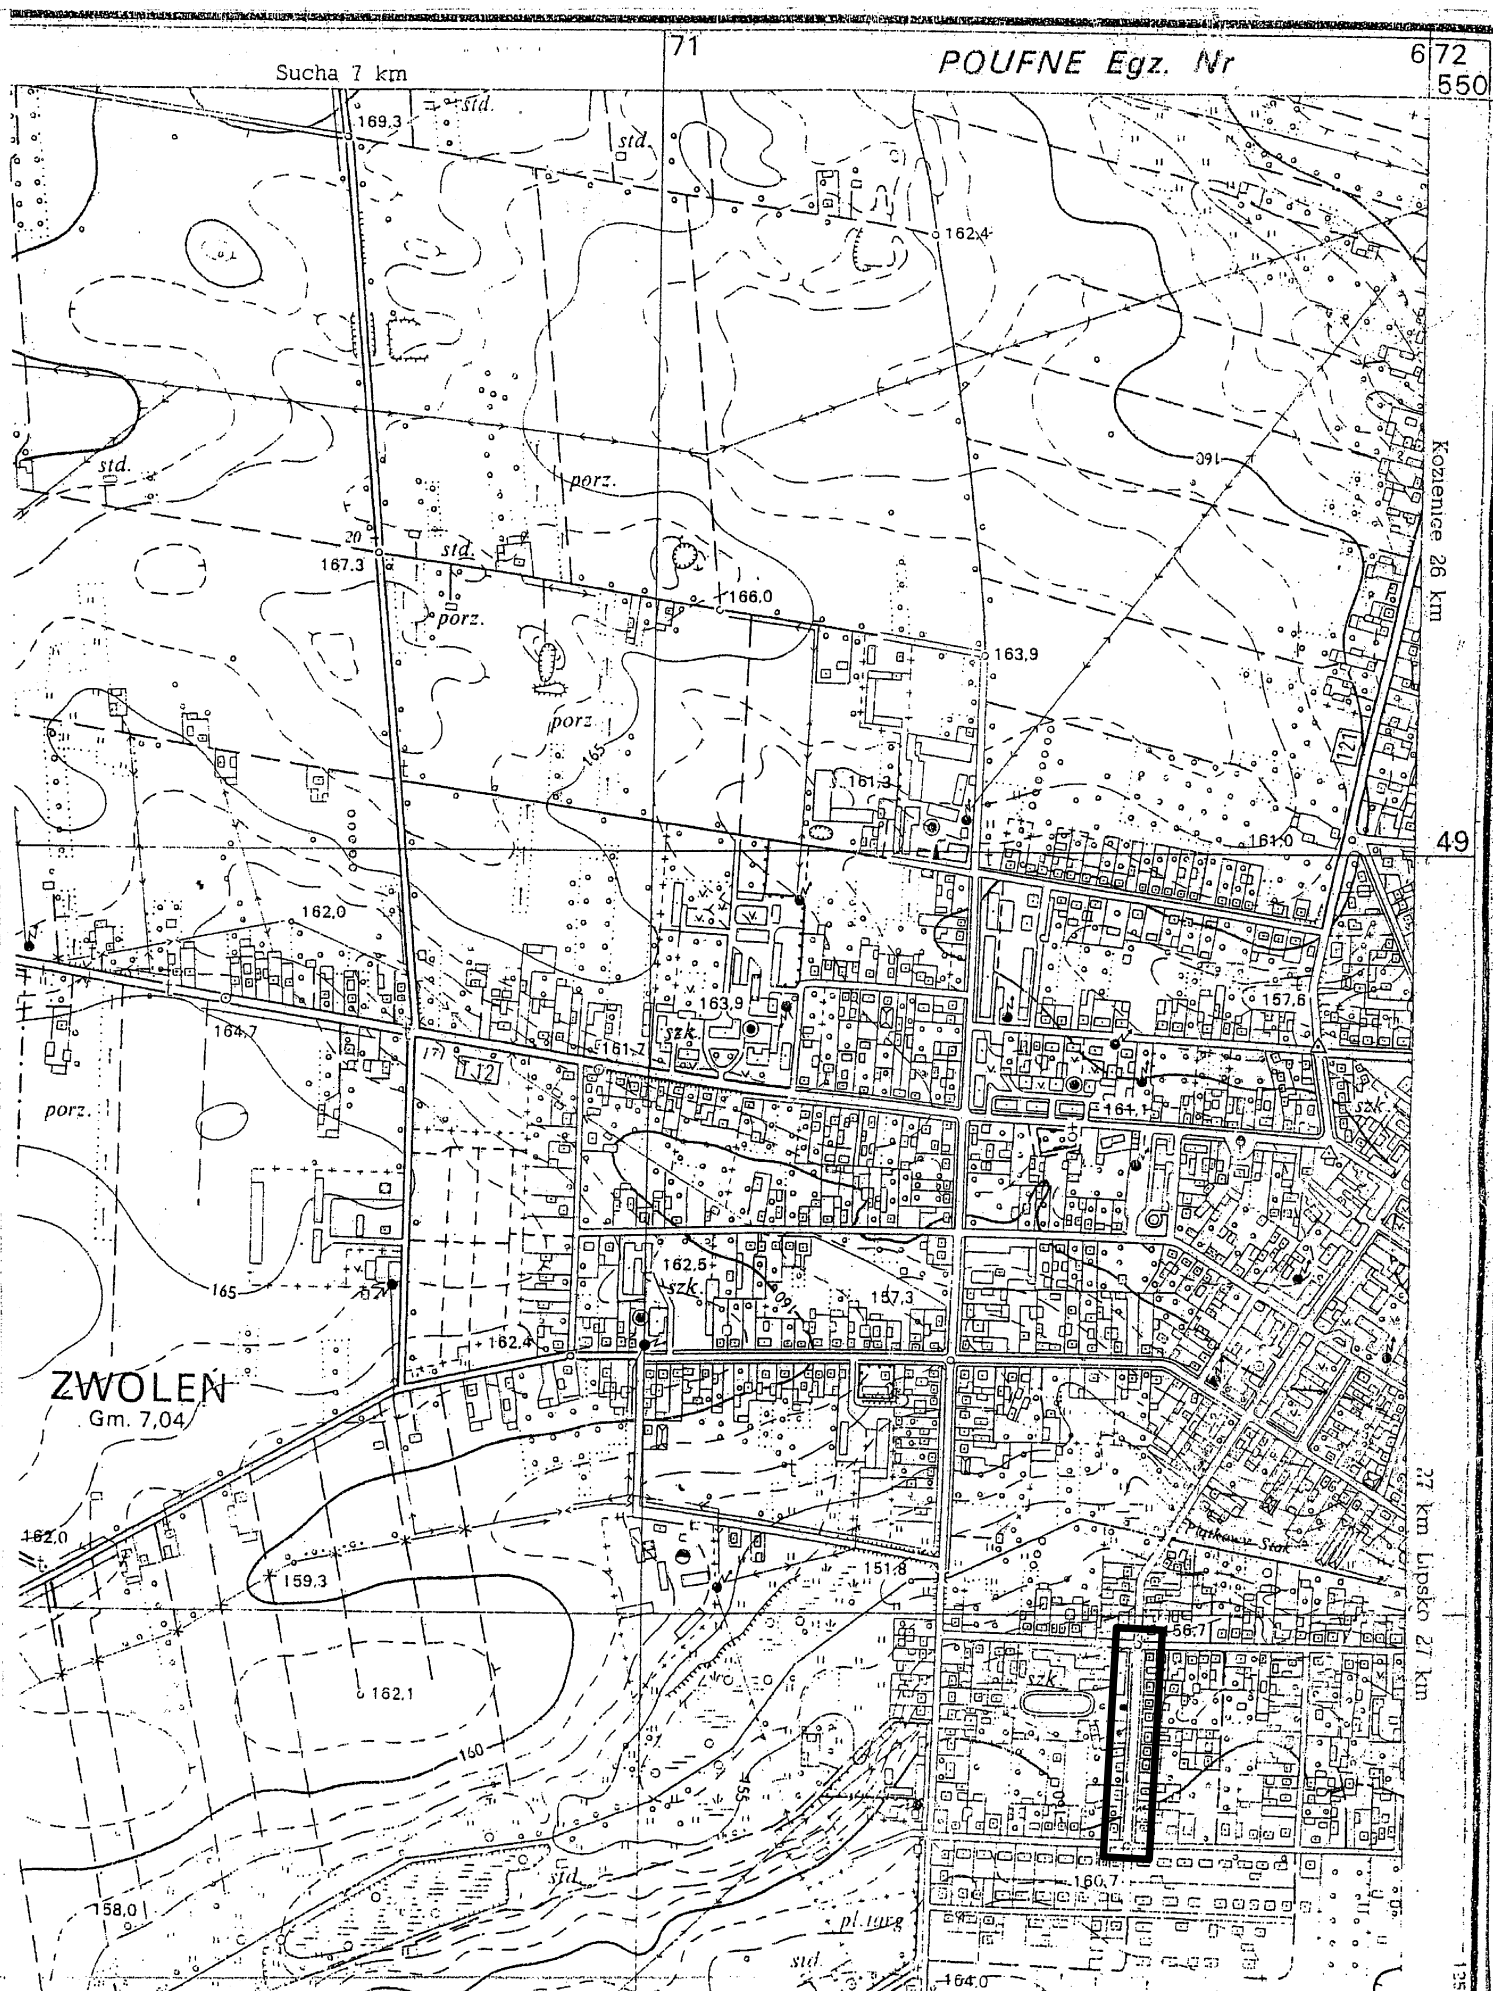 71
POUFNE Egz. Nr
672
550
Sucha 7 km
std.
169,3
std.
162,4
std.
porz.
160
Kozienice 26 km
20
167.3
std.
166,0
porz.
163,9
porz.
165
161,3
121
161,0
49
162,0
163,9
157,6
164,7
17
szk.
161,7
112
161,1
szk.
porz.
165
162,5
szk.
160
157,3
162,4
ZWOLEN
Gm. 7,04
162,0
159,3
151,8
27 km Lipsko 27 km
56,7
szk.
162,1
160
155
160
std.
160,7
158,0
pl. targ
std.
164,0